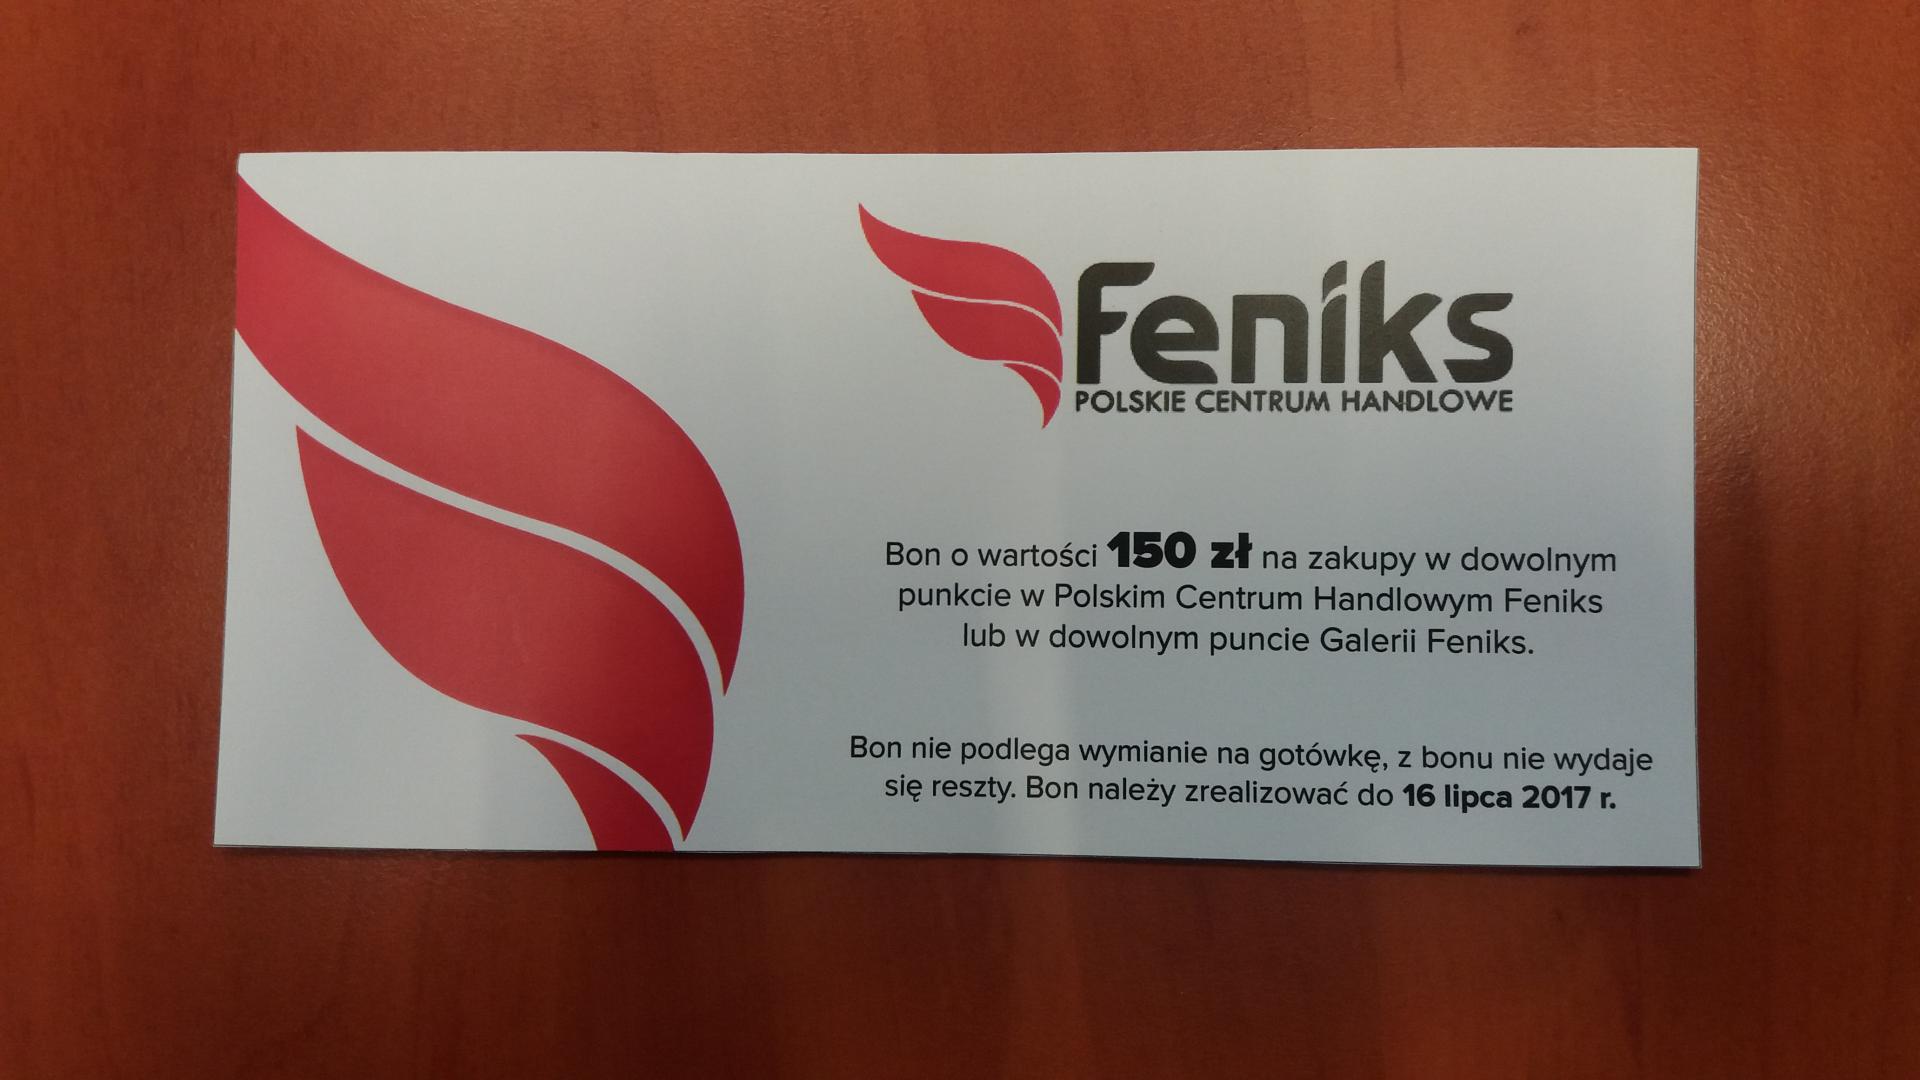 Feniks
POLSKIE CENTRUM HANDLOWE
Bon o wartości 150 zł na zakupy w dowolnym
punkcie w Polskim Centrum Handlowym Feniks
lub w dowolnym puncie Galerii Feniks.
Bon nie podlega wymianie na gotówkę, z bonu nie wydaje
się reszty. Bon należy zrealizować do 16 lipca 2017 r.